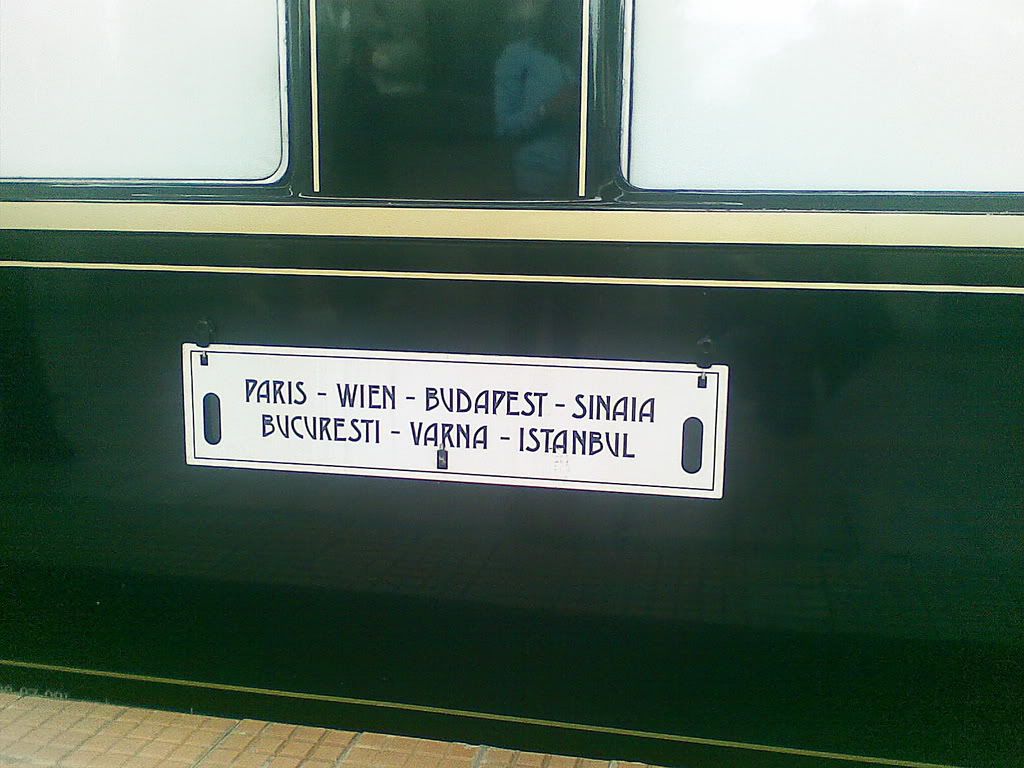 PARIS - WIEN - BUDAPEST - SINAIA
BUCURESTI - VARNA - ISTANBUL